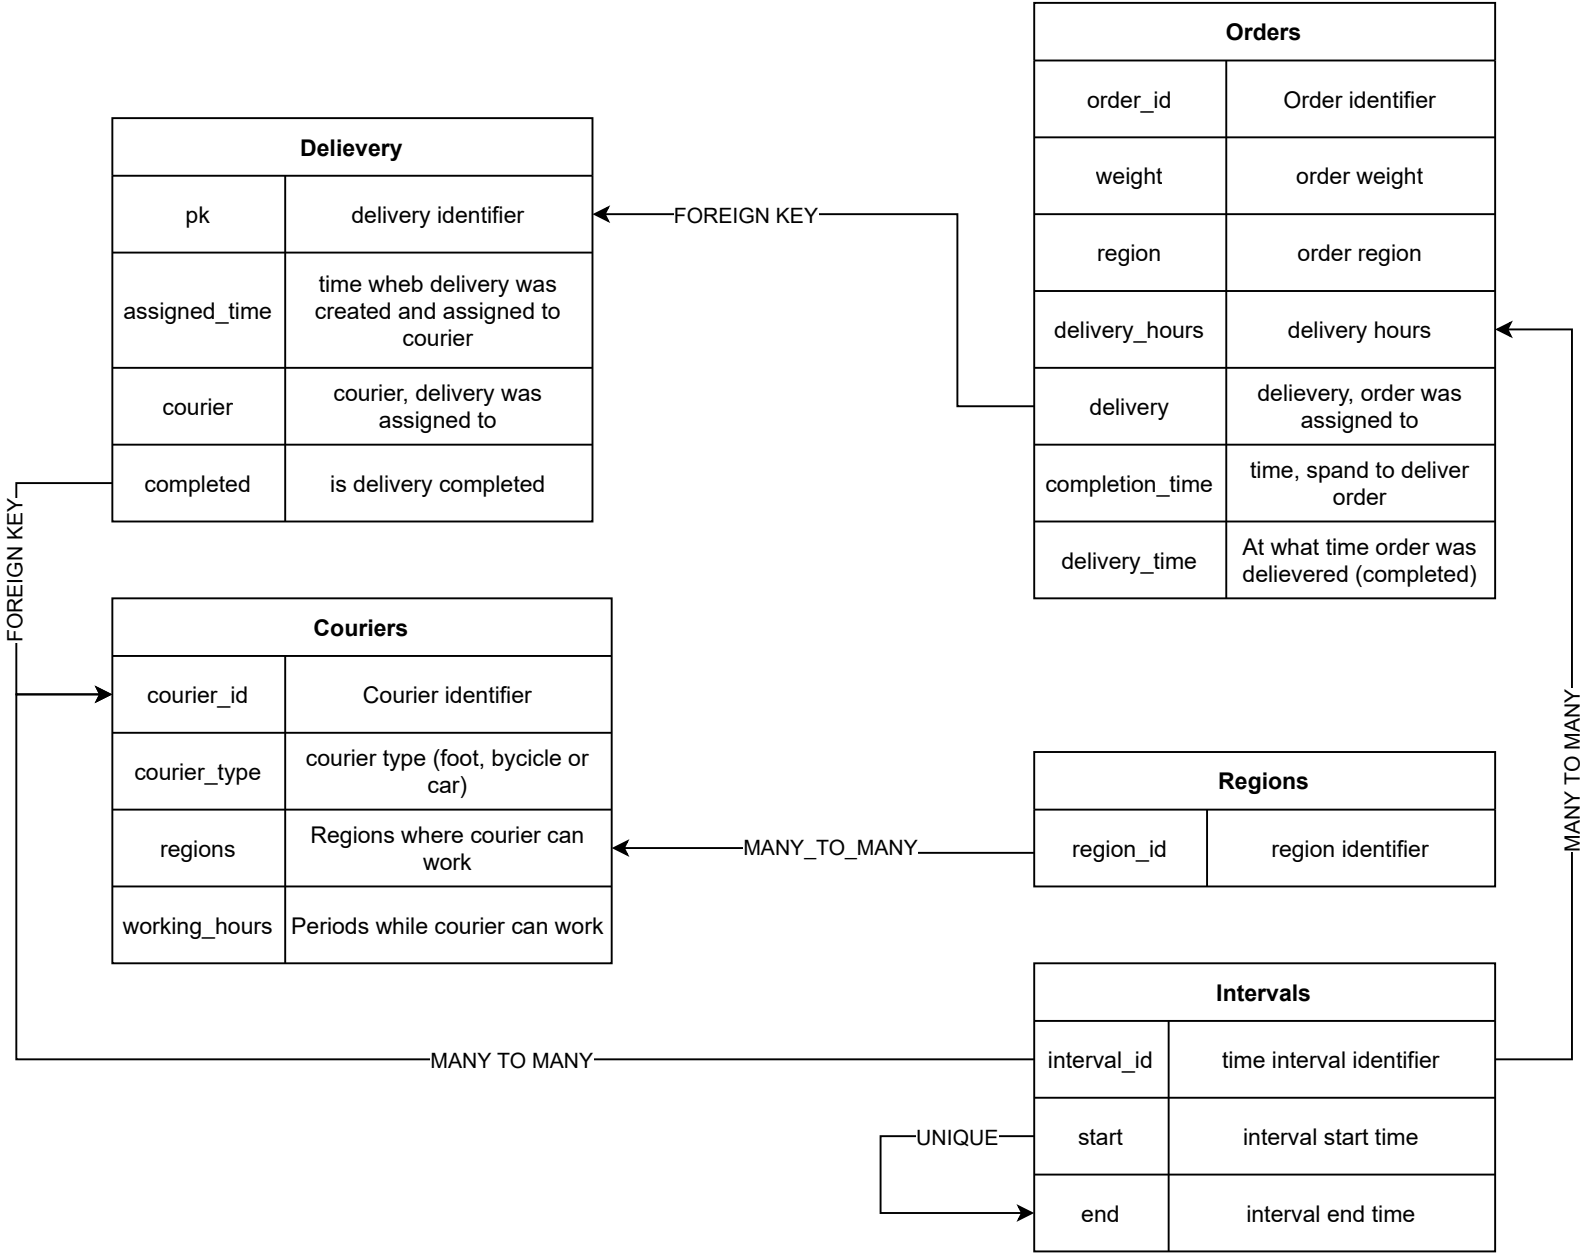 Orders
order_id
Order identifier
weight
order weight
region
order region
delivery_hours
delivery hours
delivery
delievery, order was
assigned to
completion_time
time, spand to deliver
order
delivery_time
At what time order was
delievered (completed)
Delievery
pk
delivery identifier
assigned_time
time wheb delivery was
created and assigned to
courier
courier
courier, delivery was
assigned to
completed
is delivery completed
FOREIGN KEY
FOREIGN KEY
Couriers
courier_id
Courier identifier
courier_type
courier type (foot, bycicle or
car)
regions
Regions where courier can
work
working_hours
Periods while courier can work
MANY_TO_MANY
Regions
region_id
region identifier
MANY TO MANY
MANY TO MANY
Intervals
interval_id
time interval identifier
start
interval start time
end
interval end time
UNIQUE